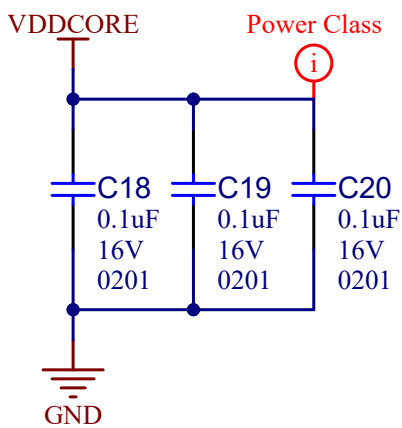 VDDCORE
Power Class
i
C18
0.1uF
16V
0201
C19
0.1uF
16V
0201
C20
0.1uF
16V
0201
GND